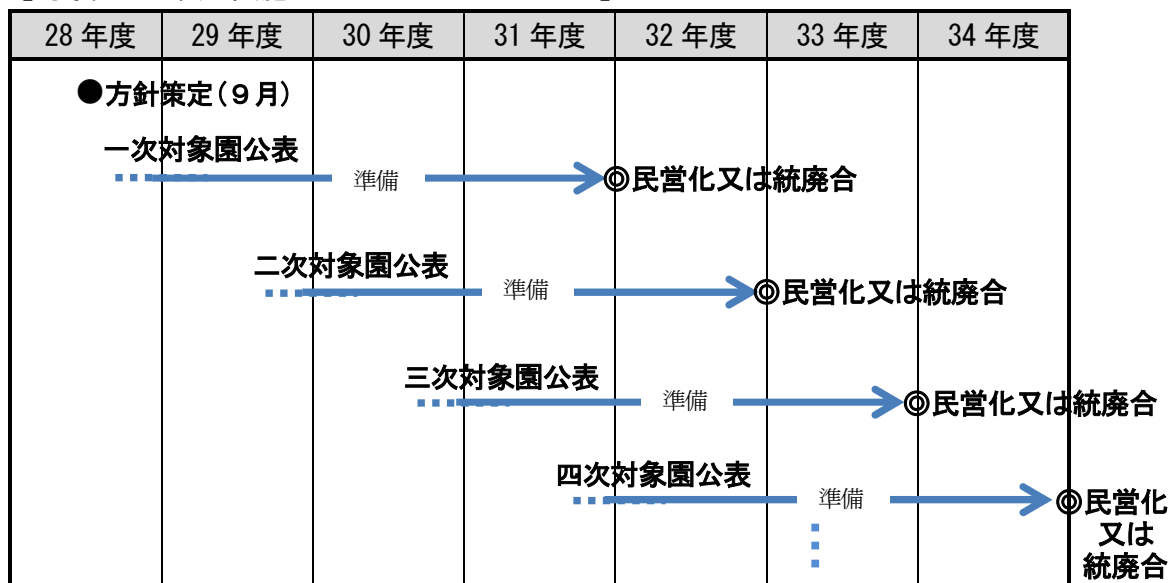 28 年度 29 年度 30 年度 31 年度 32 年度 33 年度 34 年度
●方針策定(９月)
一次対象園公表
準備
◎民営化又は統廃合
二次対象園公表
準備
◎民営化又は統廃合
三次対象園公表
準備
◎民営化又は統廃合
四次対象園公表
準備
◎民営化
又は
統廃合